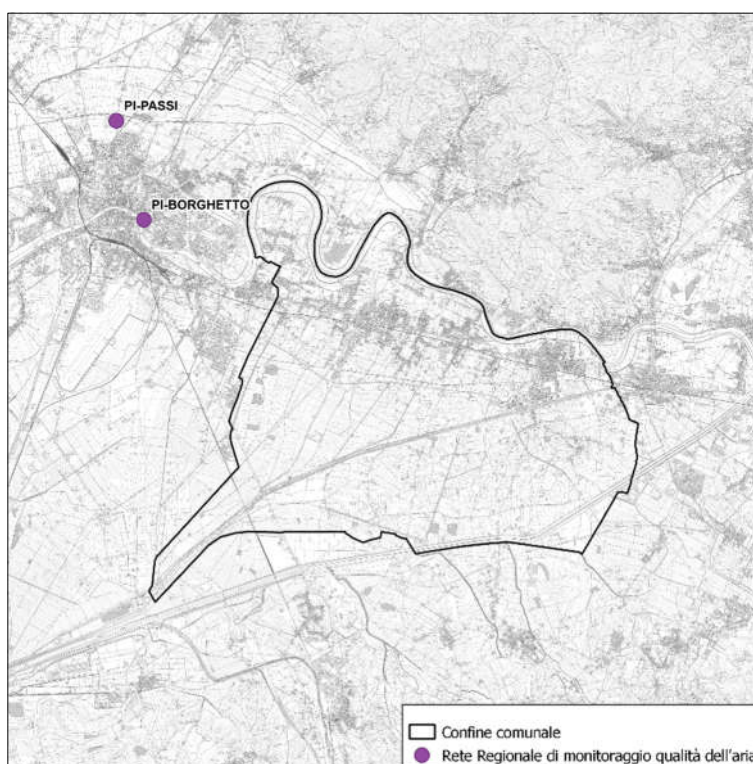 PI-PASSI
PI-BORGHETTO
Confine comunale
Rete Regionale di monitoraggio qualità dell'aria